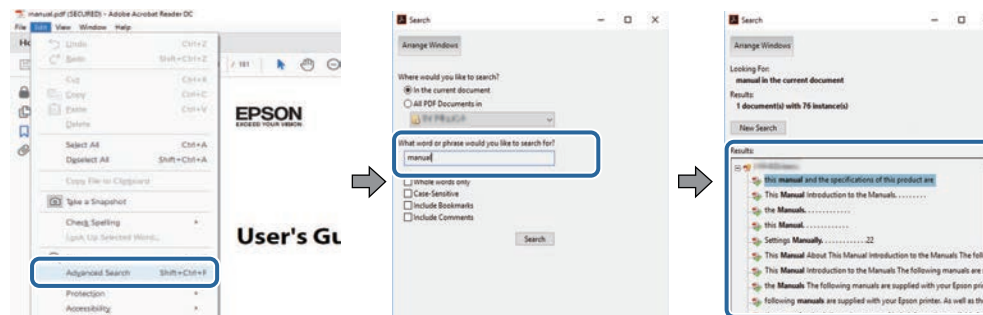 manual.pdf (SECURED) - Adobe Acrobat Reader DC
File Edit View Window Help
Undo Ctrl+Z
Redo Shift+Ctrl+Z
Cut Ctrl+X
Copy Ctrl+C
Paste Ctrl+V
Delete
Select All Ctrl+A
Deselect All Shift+Ctrl+A
Copy File to Clipboard
Take a Snapshot
Check Spelling
Look Up Selected Word...
Advanced Search Shift+Ctrl+F
Protection
Accessibility
/ 181
EPSON
EXCEED YOUR VISION
User's Gu
Search
Arrange Windows
Where would you like to search?
In the current document
All PDF Documents in
What word or phrase would you like to search for?
manual
Whole words only
Case-Sensitive
Include Bookmarks
Include Comments
Search
Search
Arrange Windows
Looking For:
manual in the current document
Results:
1 document(s) with 76 instance(s)
New Search
Results:
this manual and the specifications of this product are
This Manual Introduction to the Manuals.........
the Manuals.............
this Manual.............
Settings Manually.............22
This Manual About This Manual Introduction to the Manuals The foll
This Manual Introduction to the Manuals The following manuals are
the Manuals The following manuals are supplied with your Epson prin
following manuals are supplied with your Epson printer. As well as th